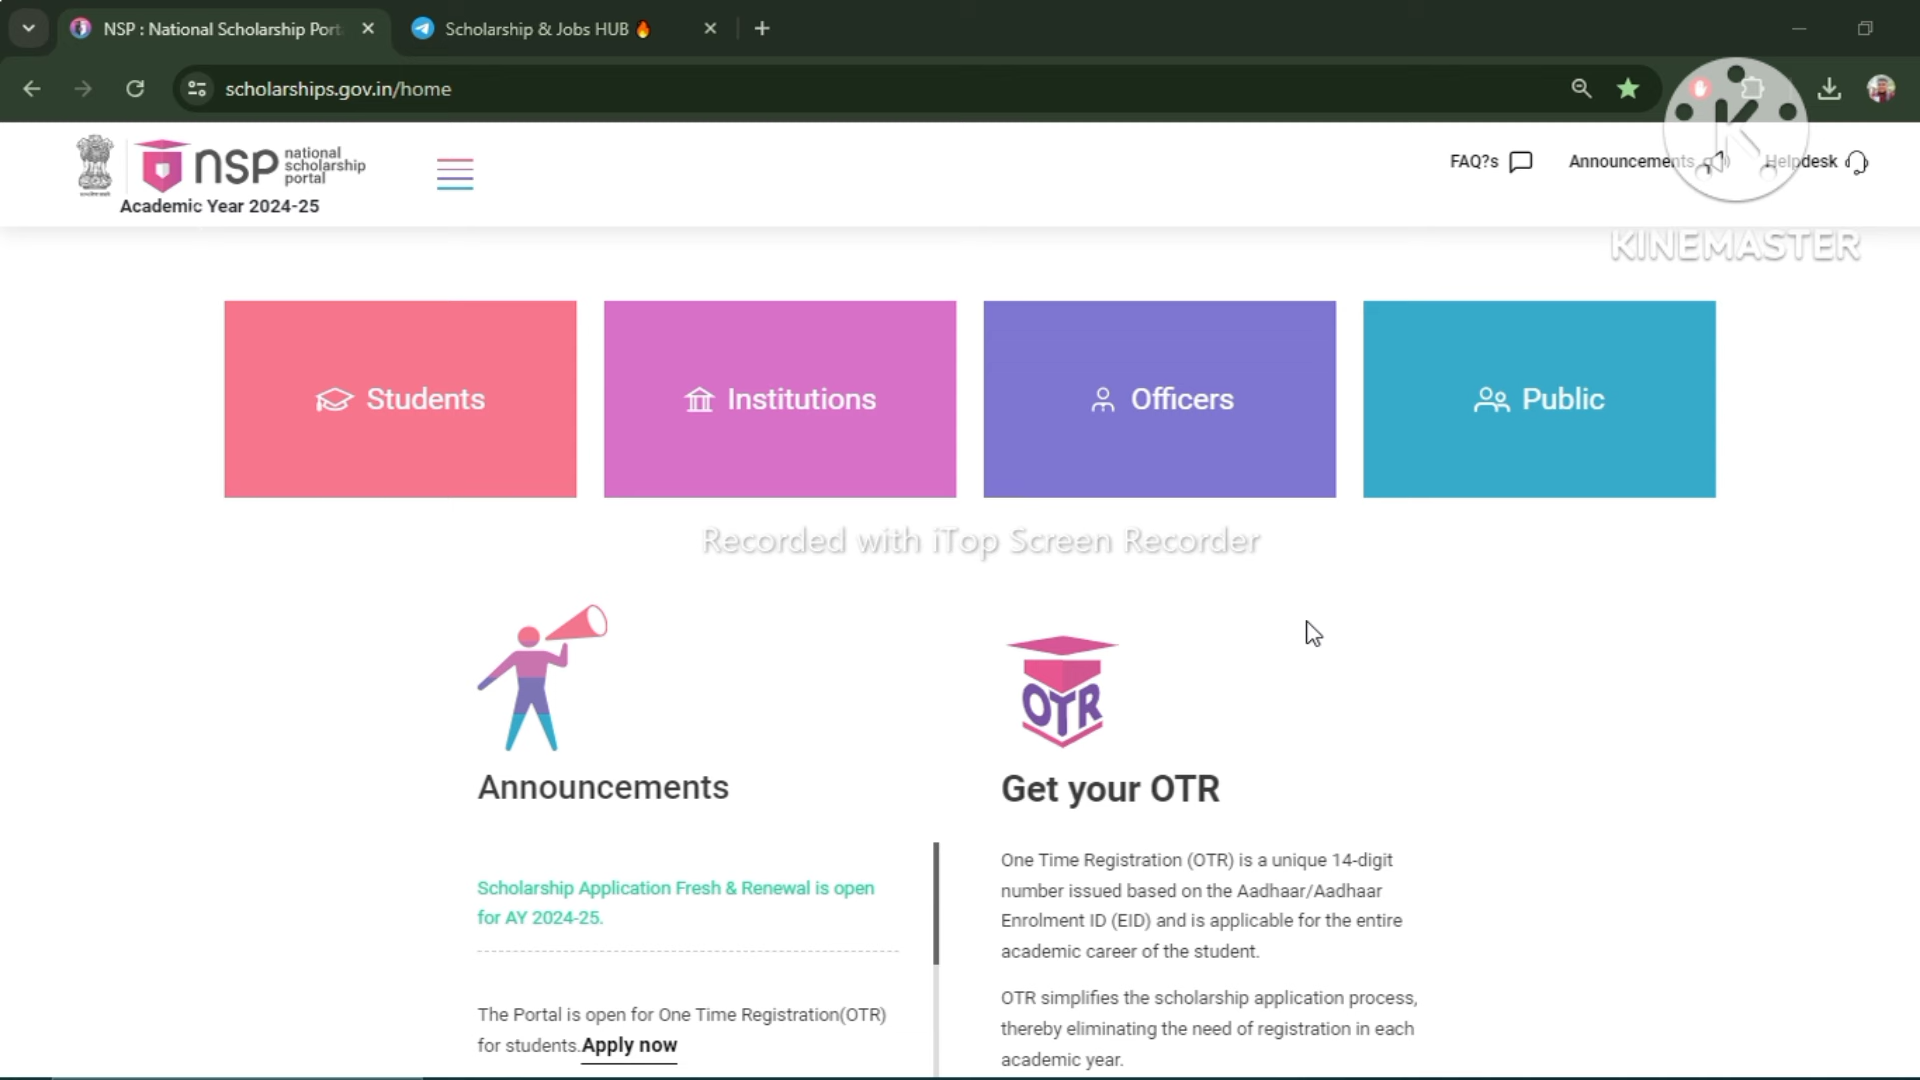 NSP : National Scholarship Port
Scholarship & Jobs HUB
scholarships.gov.in/home
nsp national scholarship portal
Academic Year 2024-25
FAQ?s
Announcements
Helpdesk
K
KINEMASTER
Students
Institutions
Officers
Public
Recorded with iTop Screen Recorder
OTR
Announcements
Scholarship Application Fresh & Renewal is open
for AY 2024-25.
The Portal is open for One Time Registration(OTR)
for students.Apply now
Get your OTR
One Time Registration (OTR) is a unique 14-digit
number issued based on the Aadhaar/Aadhaar
Enrolment ID (EID) and is applicable for the entire
academic career of the student.
OTR simplifies the scholarship application process,
thereby eliminating the need of registration in each
academic year.